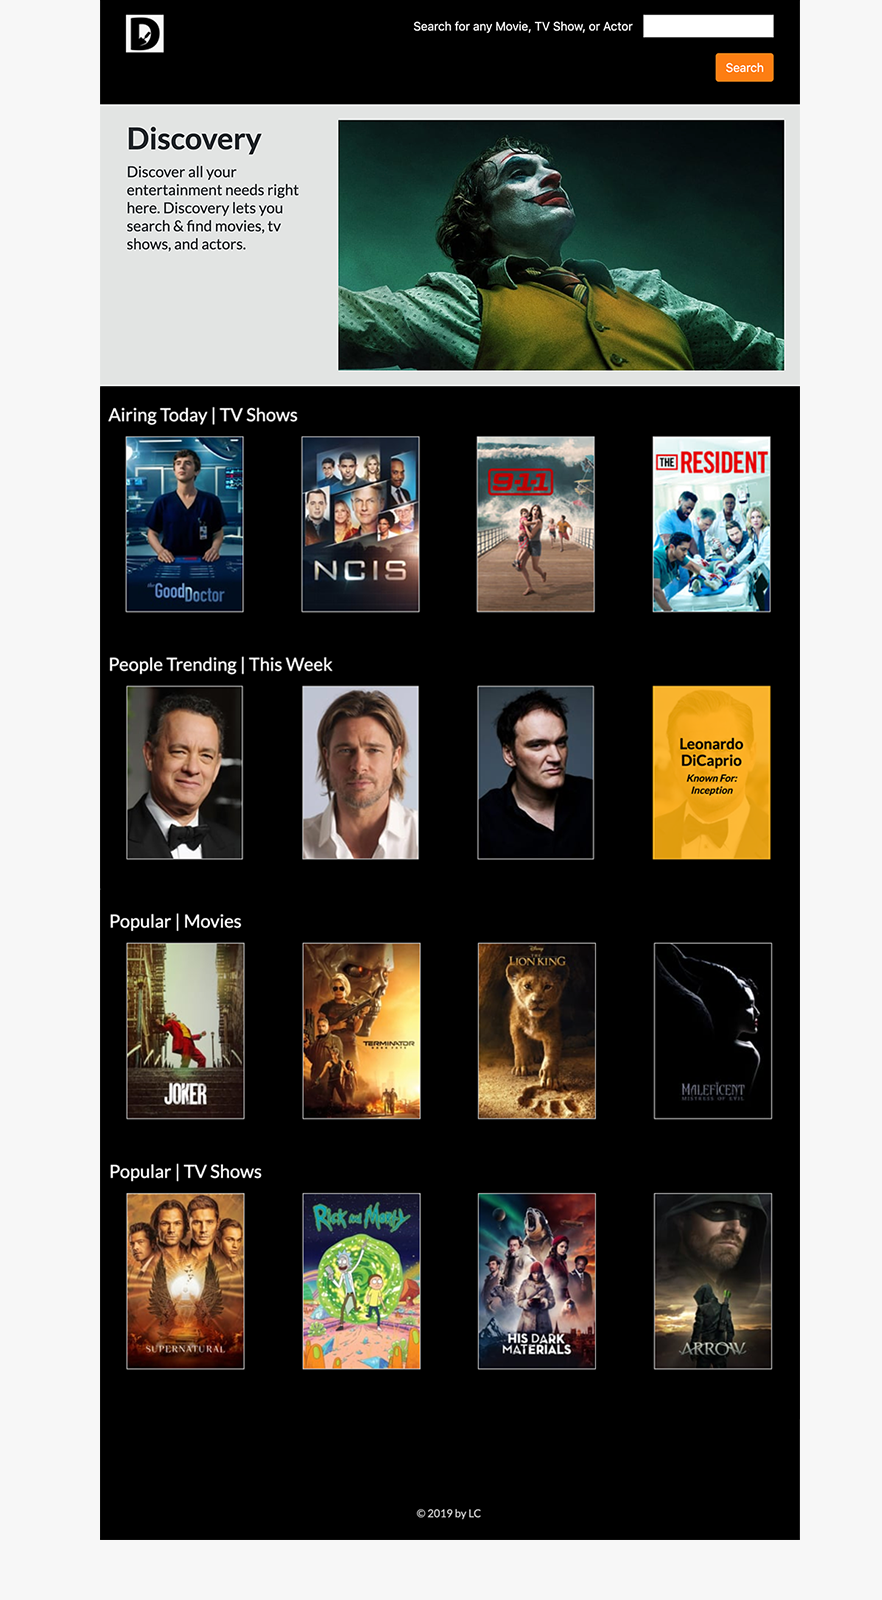 D
Search for any Movie, TV Show, or Actor
Search
Discovery
Discover all your
entertainment needs right
here. Discovery lets you
search & find movies, tv
shows, and actors.
Airing Today | TV Shows
the GoodDoctor
NCIS
9-1-1
THE RESIDENT
People Trending | This Week
Leonardo
DiCaprio
Known For:
Inception
Popular | Movies
JOKER
TERMINATOR
DARK FATE
Disney
THE
LION KING
MALEFICENT
MISTRESS OF EVIL
Popular | TV Shows
SUPERNATURAL
RICK AND MORTY
HIS DARK
MATERIALS
ARROW
© 2019 by LC